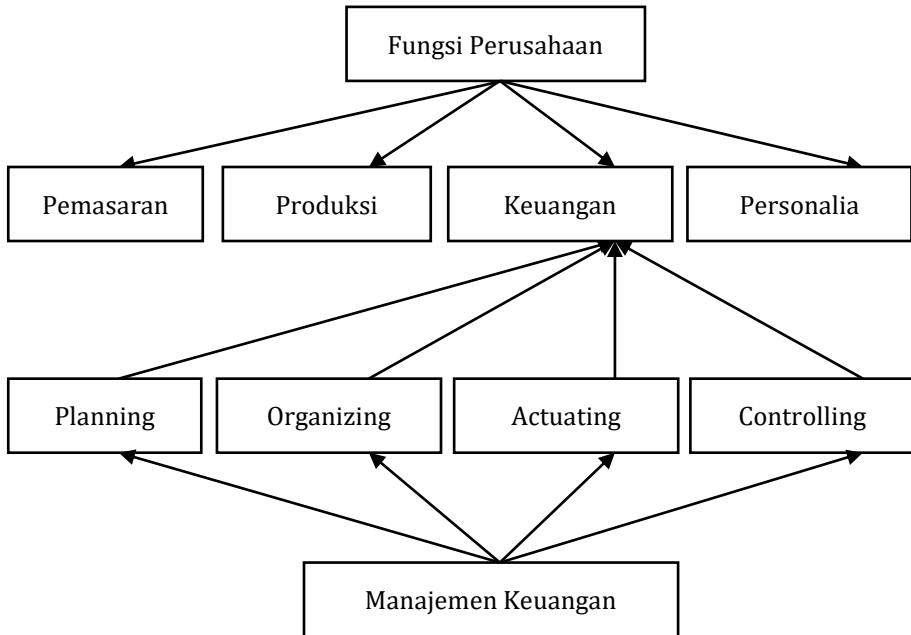 Fungsi Perusahaan
Pemasaran
Produksi
Keuangan
Personalia
Planning
Organizing
Actuating
Controlling
Manajemen Keuangan